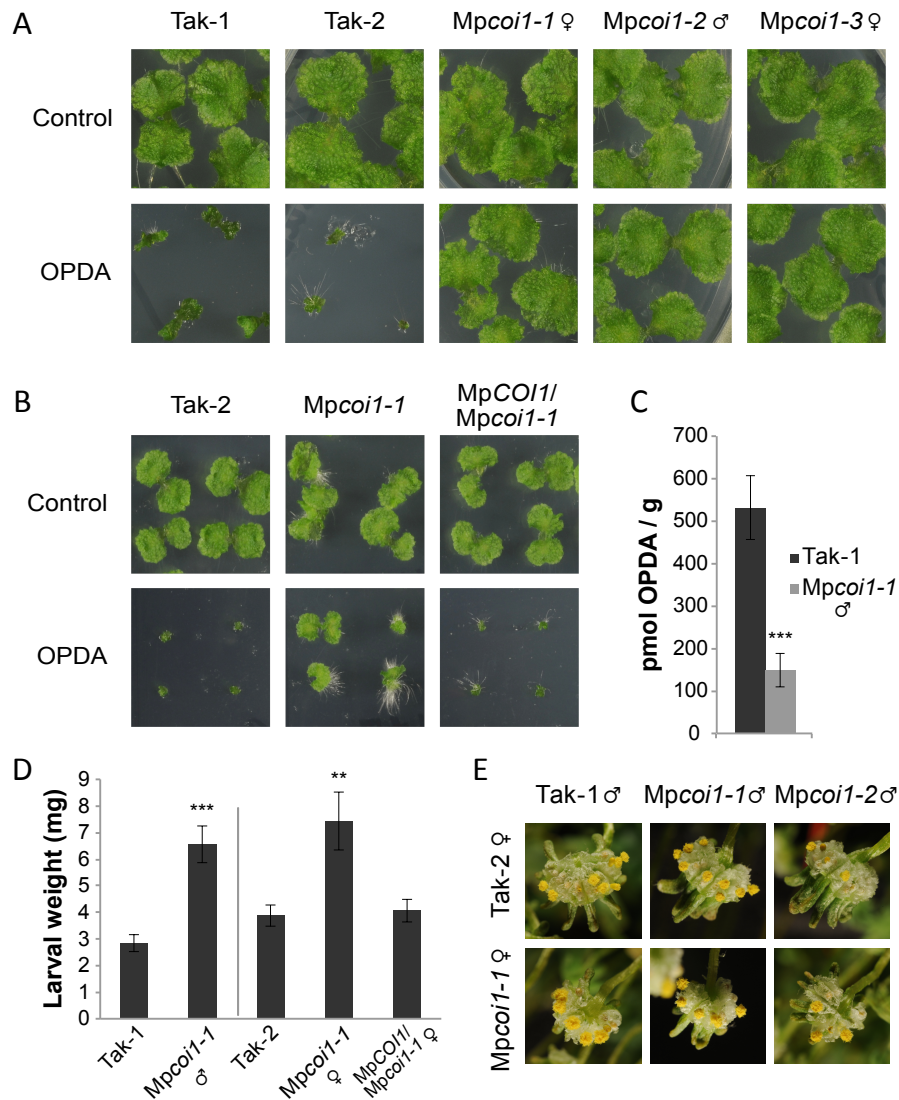 A
Tak-1 Tak-2 Mpcoi1-1 ♀ Mpcoi1-2 ♂ Mpcoi1-3 ♀
Control
OPDA
B
Tak-2 Mpcoi1-1 MpCOI1/
Mpcoi1-1
Control
OPDA
C
700
600
500
400
300
200
100
0
pmol OPDA / g
***
Tak-1
Mpcoi1-1
♂
D
9
8
7
6
5
4
3
2
1
0
Larval weight (mg)
*** **
Tak-1
Mpcoi1-1
♂
Tak-2
Mpcoi1-1
♀
MpCOI1/
Mpcoi1-1 ♀
E
Tak-1♂ Mpcoi1-1♂ Mpcoi1-2♂
Tak-2 ♀
Mpcoi1-1 ♀